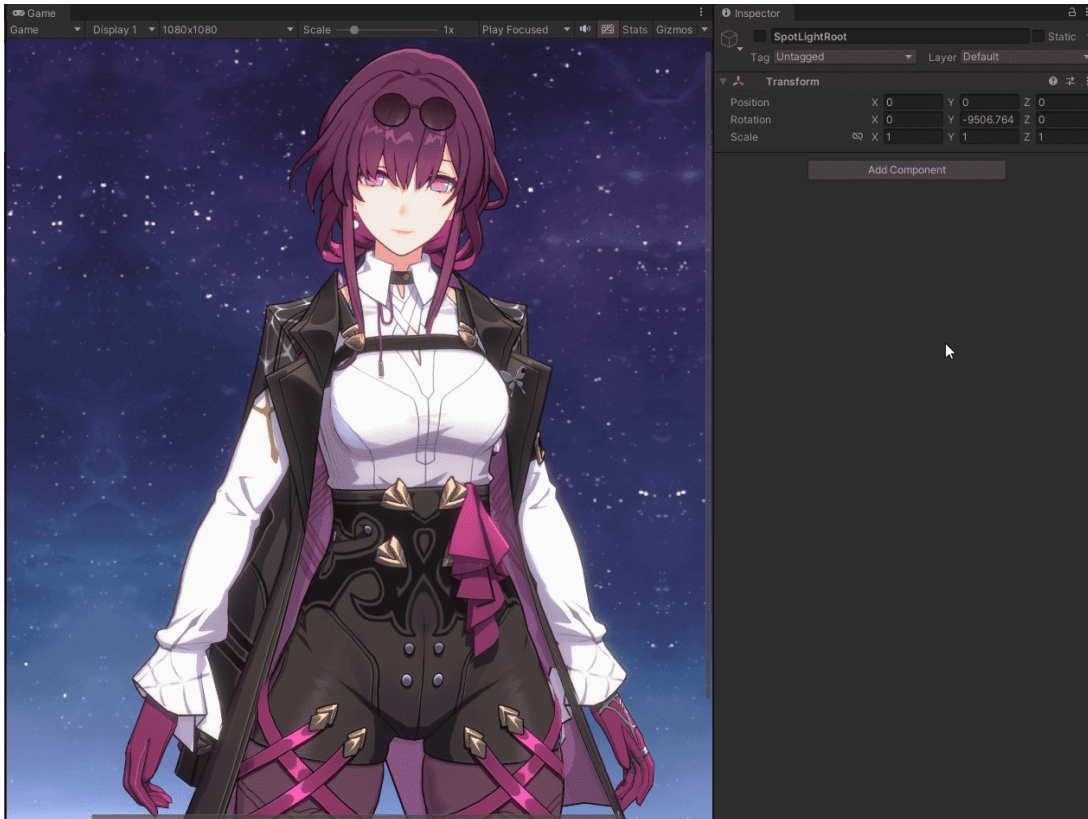 Game
Game Display 1 1080x1080 Scale 1x Play Focused Stats Gizmos
Inspector
SpotLightRoot Static
Tag Untagged Layer Default
Transform
Position X 0 Y 0 Z 0
Rotation X 0 Y -9506.764 Z 0
Scale X 1 Y 1 Z 1
Add Component